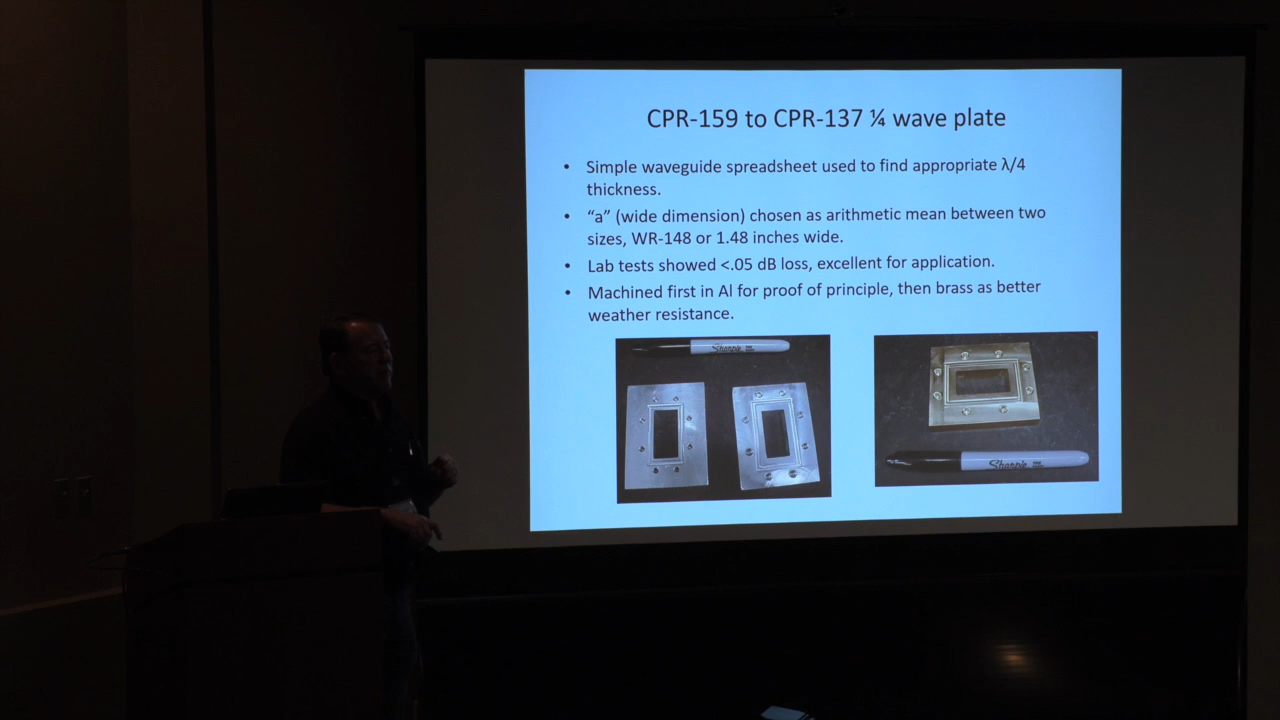 CPR-159 to CPR-137 ¼ wave plate
• Simple waveguide spreadsheet used to find appropriate λ/4
thickness.
• “a” (wide dimension) chosen as arithmetic mean between two
sizes, WR-148 or 1.48 inches wide.
• Lab tests showed <.05 dB loss, excellent for application.
• Machined first in Al for proof of principle, then brass as better
weather resistance.
Sharpie
Sharpie